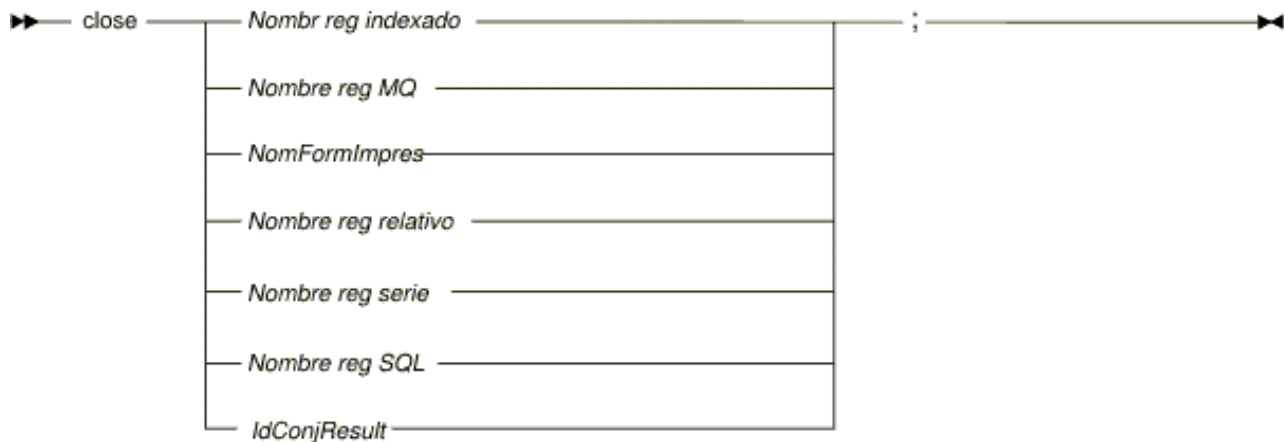 close Nombr reg indexado ;
Nombre reg MQ
NomFormImpres
Nombre reg relativo
Nombre reg serie
Nombre reg SQL
IdConjResult